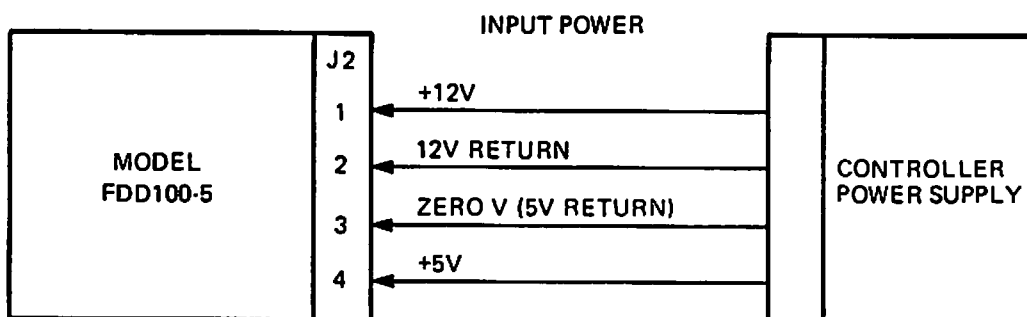 INPUT POWER
J2
1
+12V
2
12V RETURN
MODEL
FDD100-5
CONTROLLER
POWER SUPPLY
3
ZERO V (5V RETURN)
4
+5V